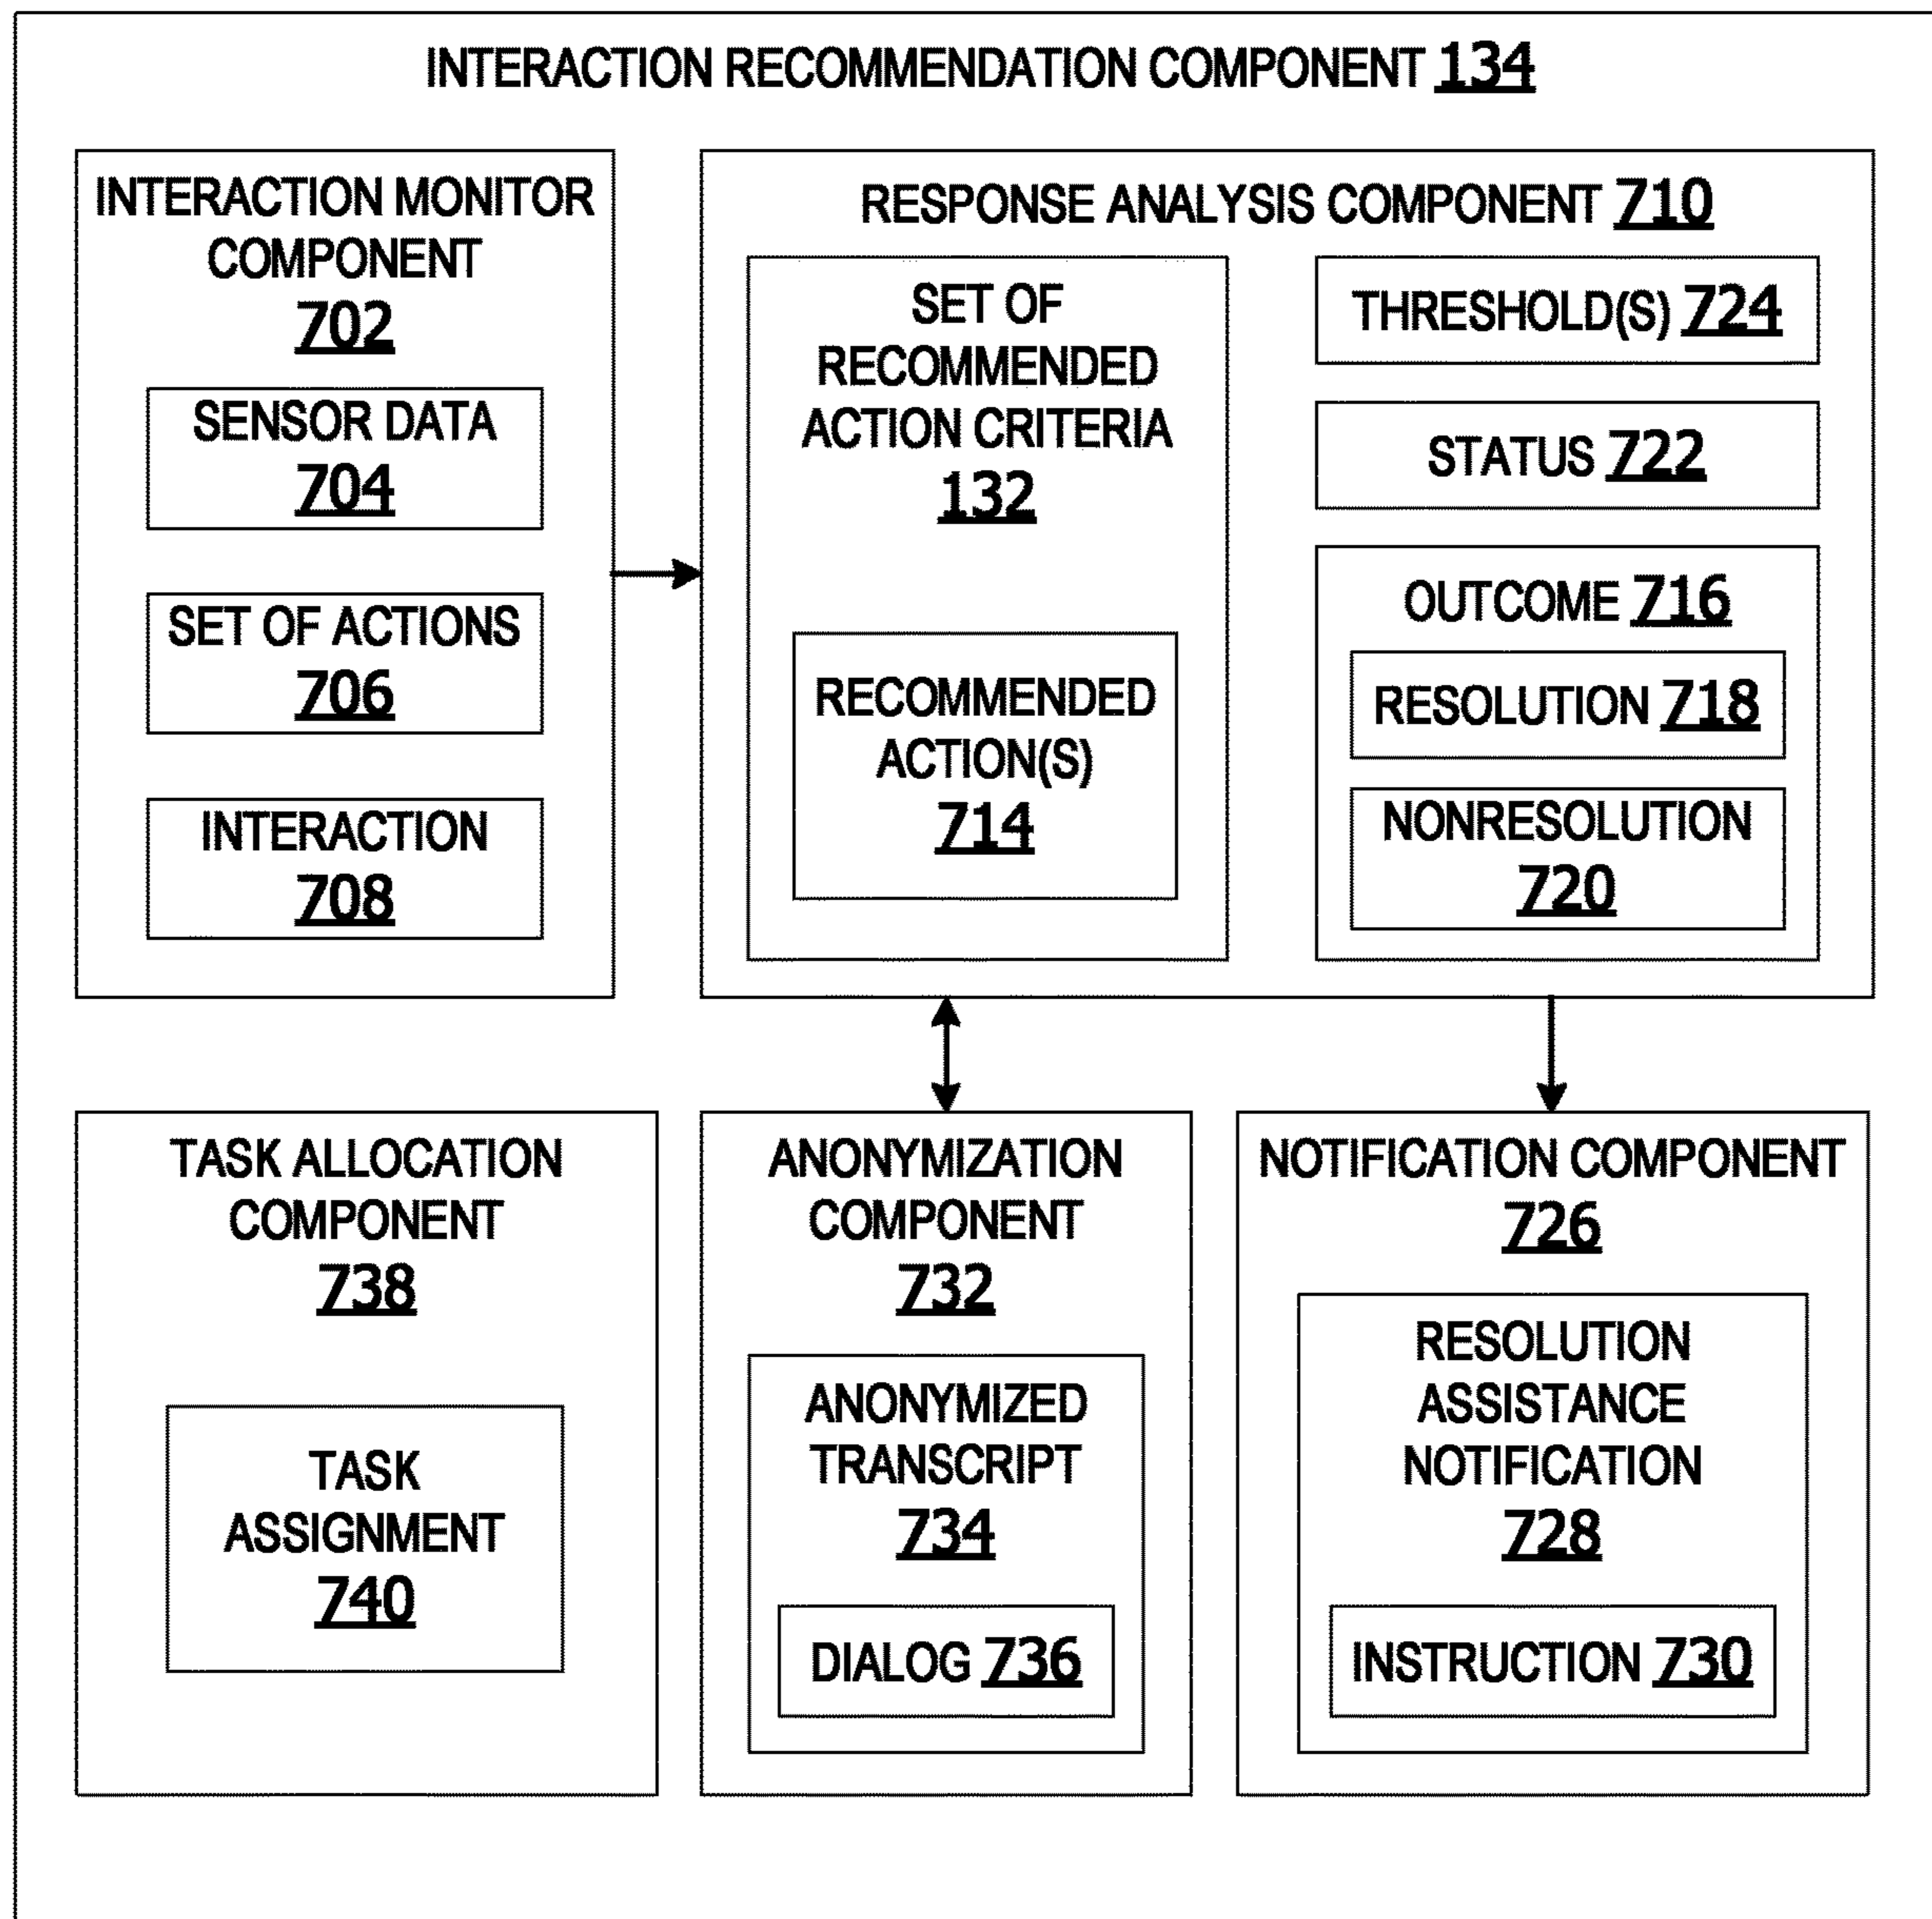 INTERACTION RECOMMENDATION COMPONENT 134
INTERACTION MONITOR
COMPONENT
702
SENSOR DATA
704
SET OF ACTIONS
706
INTERACTION
708
RESPONSE ANALYSIS COMPONENT 710
SET OF
RECOMMENDED
ACTION CRITERIA
132
RECOMMENDED
ACTION(S)
714
THRESHOLD(S) 724
STATUS 722
OUTCOME 716
RESOLUTION 718
NONRESOLUTION
720
TASK ALLOCATION
COMPONENT
738
TASK
ASSIGNMENT
740
ANONYMIZATION
COMPONENT
732
ANONYMIZED
TRANSCRIPT
734
DIALOG 736
NOTIFICATION COMPONENT
726
RESOLUTION
ASSISTANCE
NOTIFICATION
728
INSTRUCTION 730